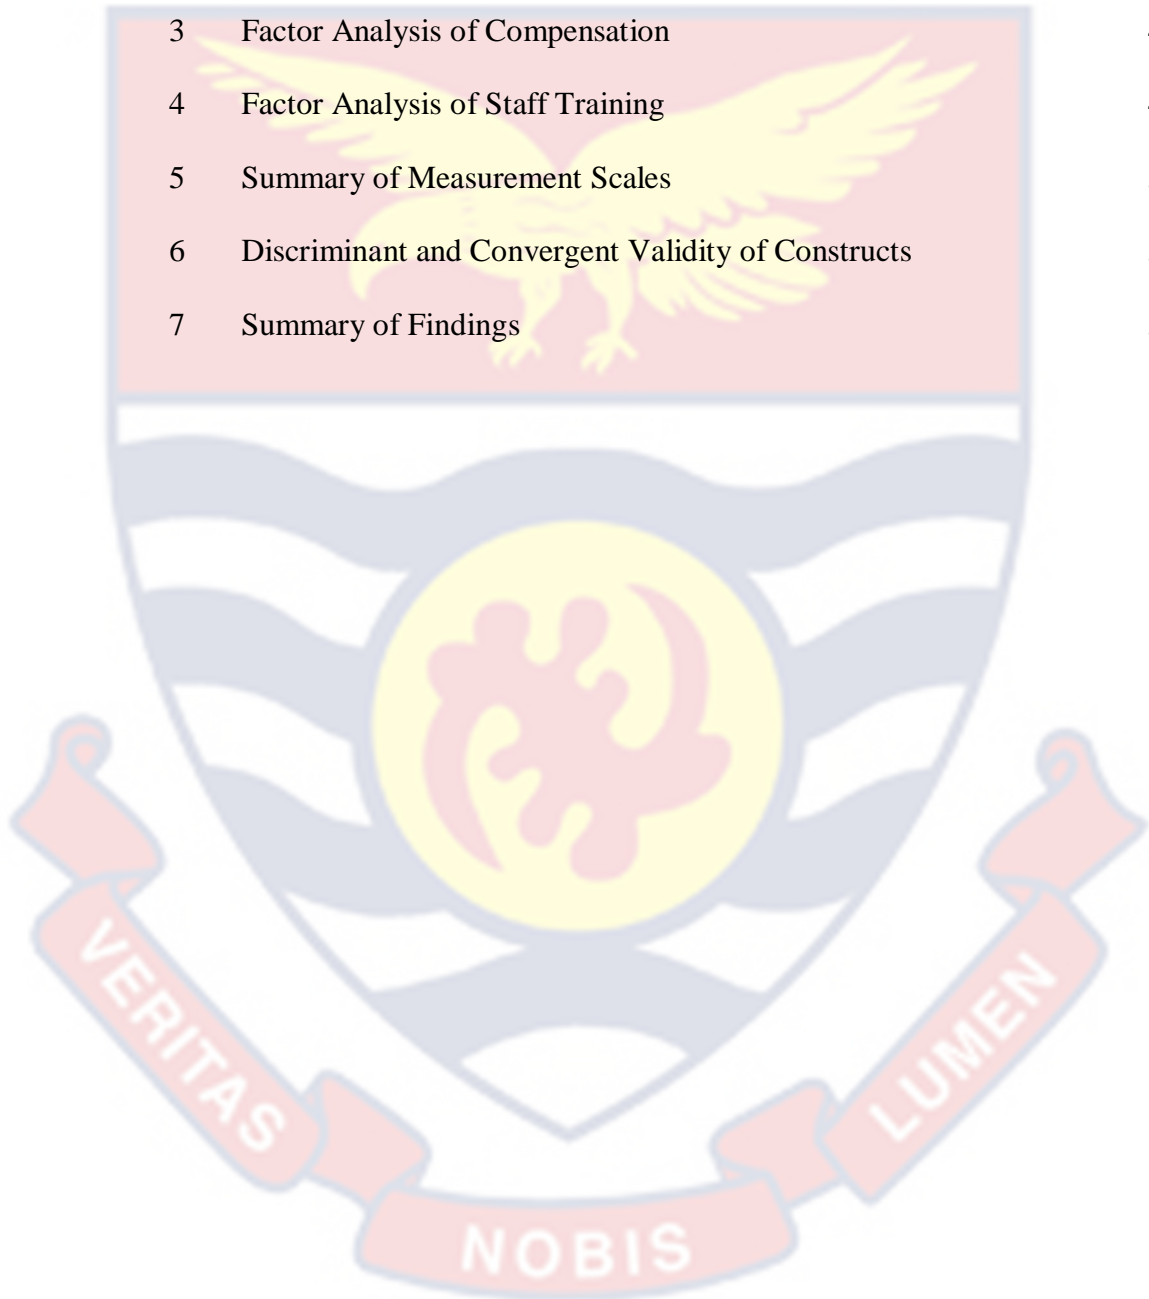 3 Factor Analysis of Compensation
4 Factor Analysis of Staff Training
5 Summary of Measurement Scales
6 Discriminant and Convergent Validity of Constructs
7 Summary of Findings
VERITAS
NOBIS
LUMEN